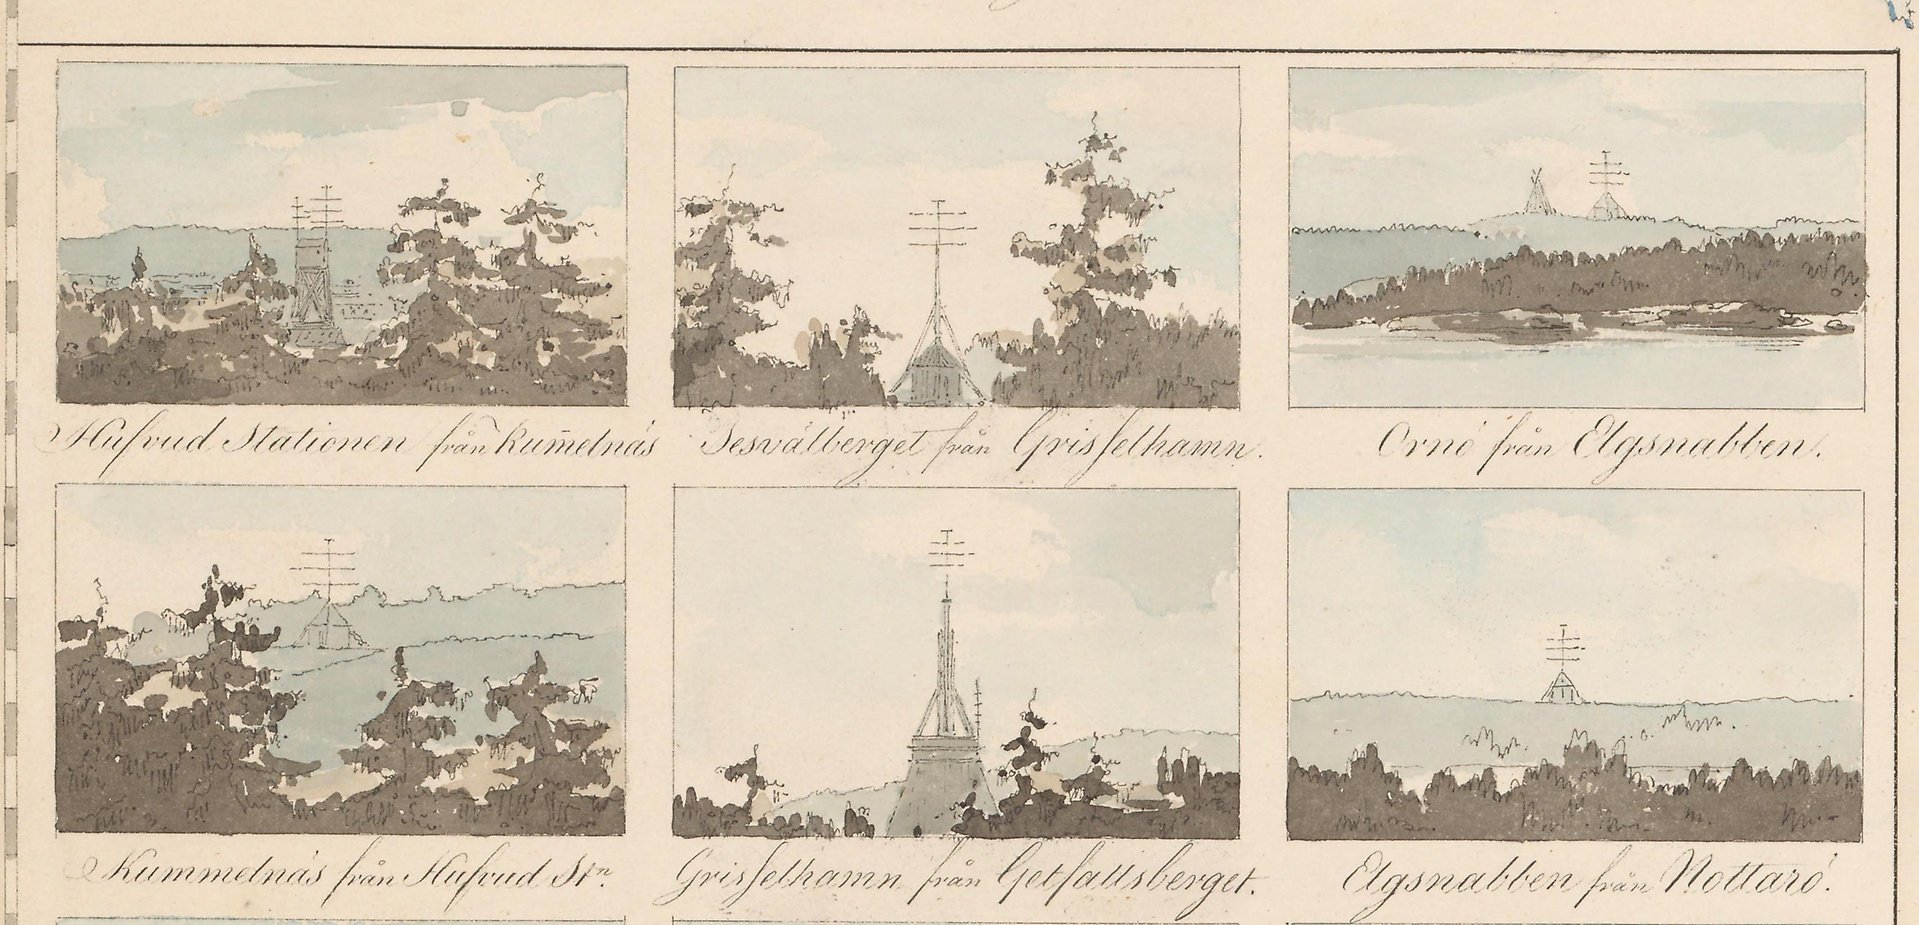 Hufvud Stationen från Kum̄elnäs
Sesvälberget från Grisselhamn.
Ornö från Elgsnabben.
Kummelnäs från Hufvud Stn.
Grisselhamn från Getfallsberget.
Elgsnabben från Nottarö.